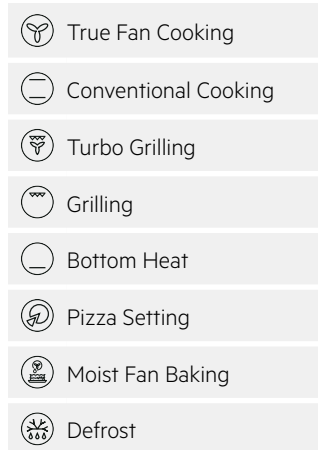 True Fan Cooking
Conventional Cooking
Turbo Grilling
Grilling
Bottom Heat
Pizza Setting
Moist Fan Baking
Defrost